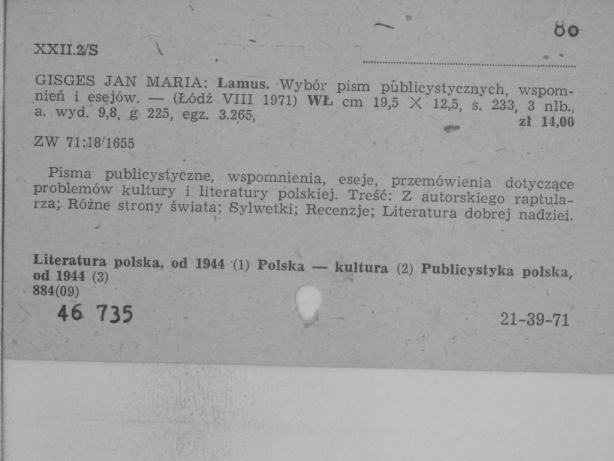 80
XXII.2/S
GISGES JAN MARIA: Lamus. Wybór pism publicystycznych, wspom-
nień i esejów. — (Łódź VIII 1971) WŁ cm 19,5 X 12,5, s. 233, 3 nlb.,
a. wyd. 9,8, g 225, egz. 3.265, zł 14,00
ZW 71:18/1655
Pisma publicystyczne, wspomnienia, eseje, przemówienia dotyczące
problemów kultury i literatury polskiej. Treść: Z autorskiego raptula-
rza; Różne strony świata; Sylwetki; Recenzje; Literatura dobrej nadziei.
Literatura polska, od 1944 (1) Polska — kultura (2) Publicystyka polska,
od 1944 (3)
884(09)
46 735
21-39-71